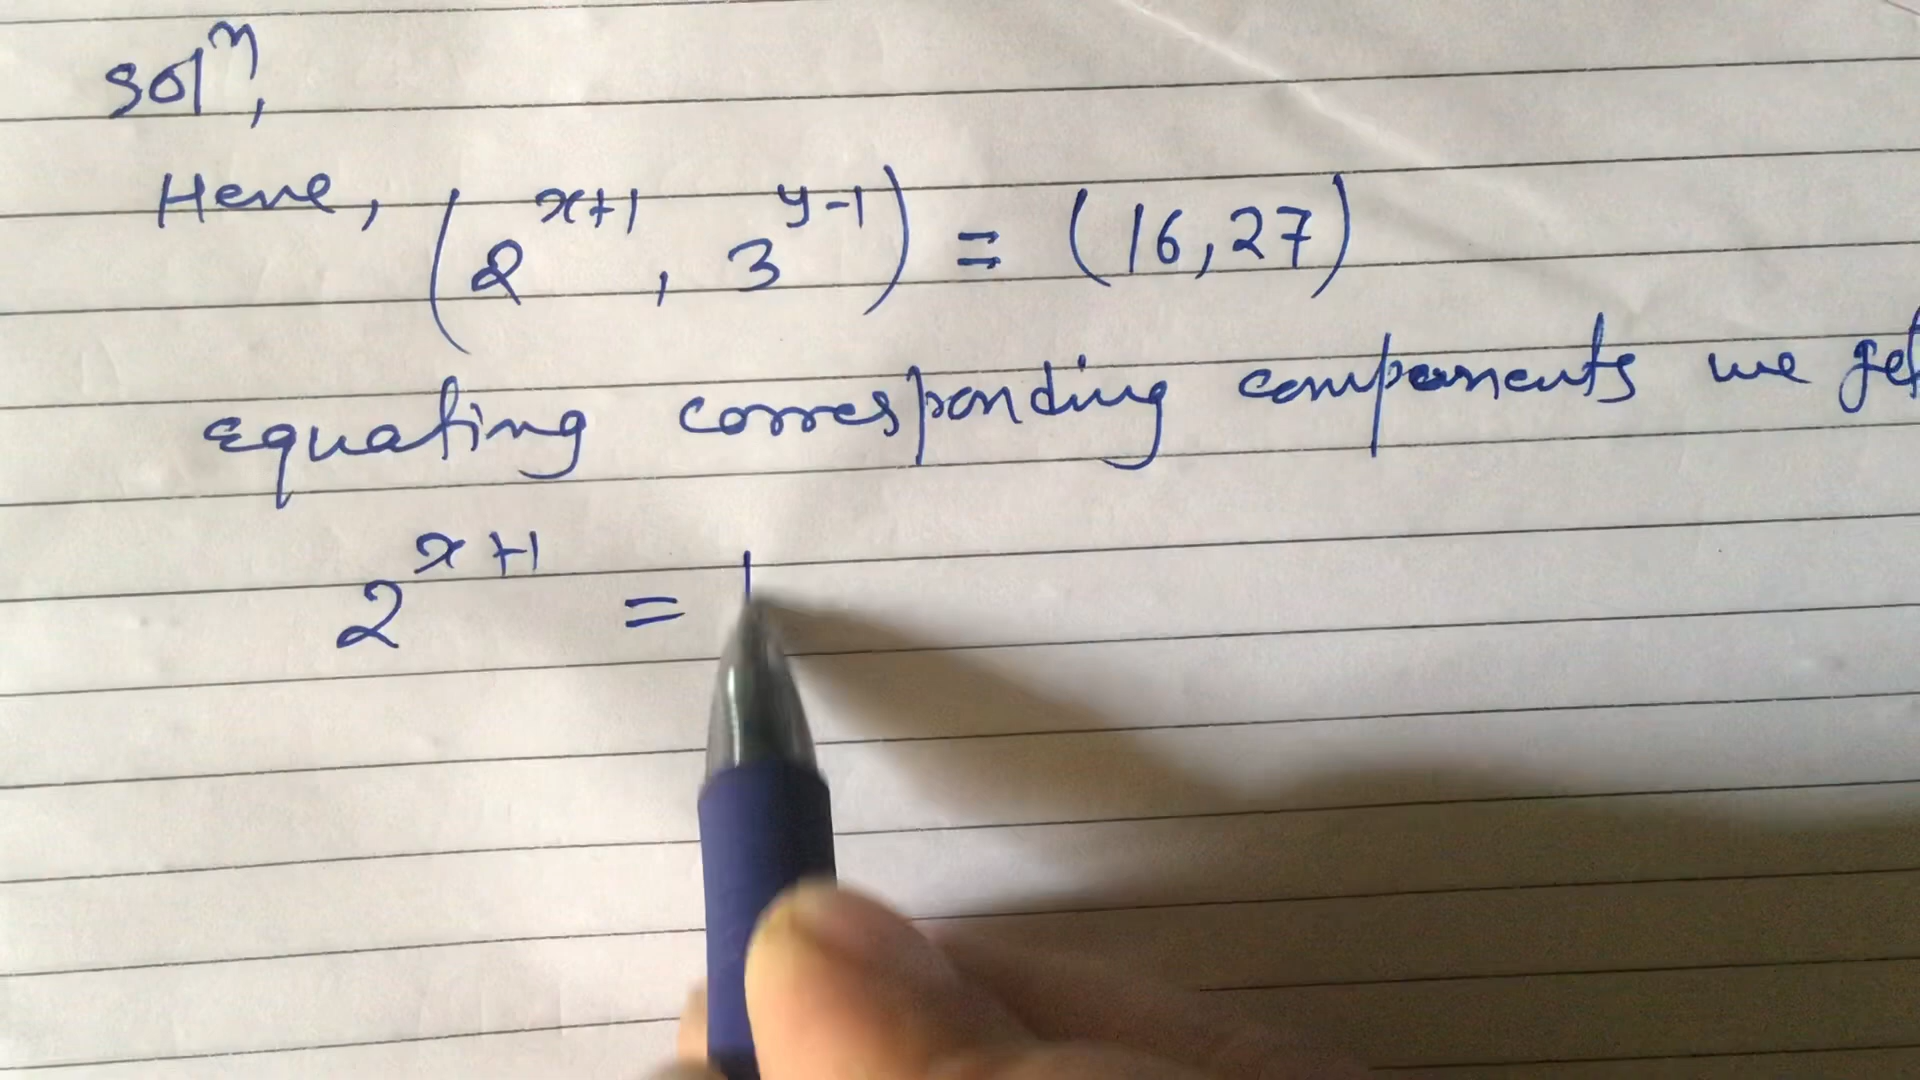 Solⁿ,
Here, (2^{x+1}, 3^{y-1}) = (16, 27)
equating corresponding components we get
2^{x+1} = 1